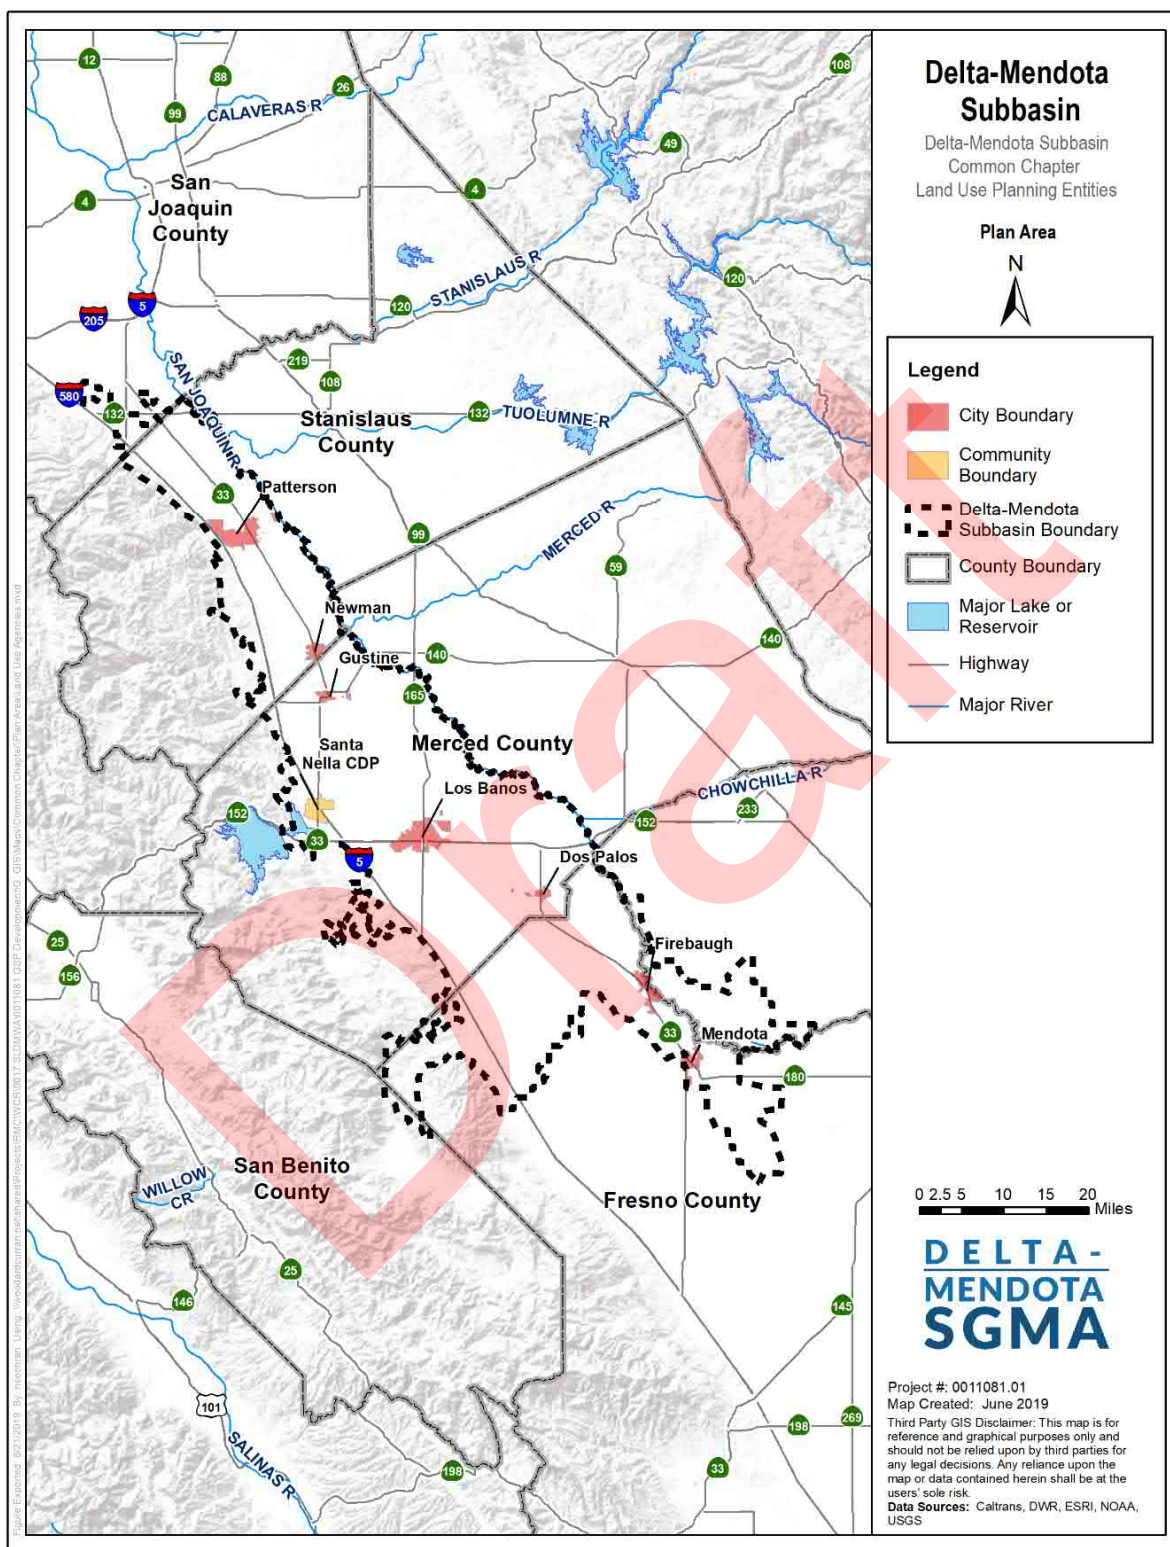 12
88
26
108
99
CALAVERAS R
49
San
Joaquin
County
4
4
STANISLAUS R
120
5
205
120
SAN JOAQUIN R
219
108
580
132
Stanislaus
County
132
TUOLUMNE R
Patterson
33
99
MERCED R
59
Newman
Gustine
140
140
165
Santa
Nella CDP
Merced County
Los Banos
CHOWCHILLA R
233
152
152
33
5
Dos Palos
25
156
Firebaugh
33
Mendota
180
San Benito
County
WILLOW
CR
Fresno County
25
146
145
101
SALINAS R
198
269
198
33
Draft
Delta-Mendota
Subbasin
Delta-Mendota Subbasin
Common Chapter
Land Use Planning Entities
Plan Area
N
Legend
City Boundary
Community
Boundary
Delta-Mendota
Subbasin Boundary
County Boundary
Major Lake or
Reservoir
Highway
Major River
0 2.5 5 10 15 20
Miles
DELTA-
MENDOTA
SGMA
Project #: 0011081.01
Map Created: June 2019
Third Party GIS Disclaimer: This map is for
reference and graphical purposes only and
should not be relied upon by third parties for
any legal decisions. Any reliance upon the
map or data contained herein shall be at the
users' sole risk.
Data Sources: Caltrans, DWR, ESRI, NOAA,
USGS